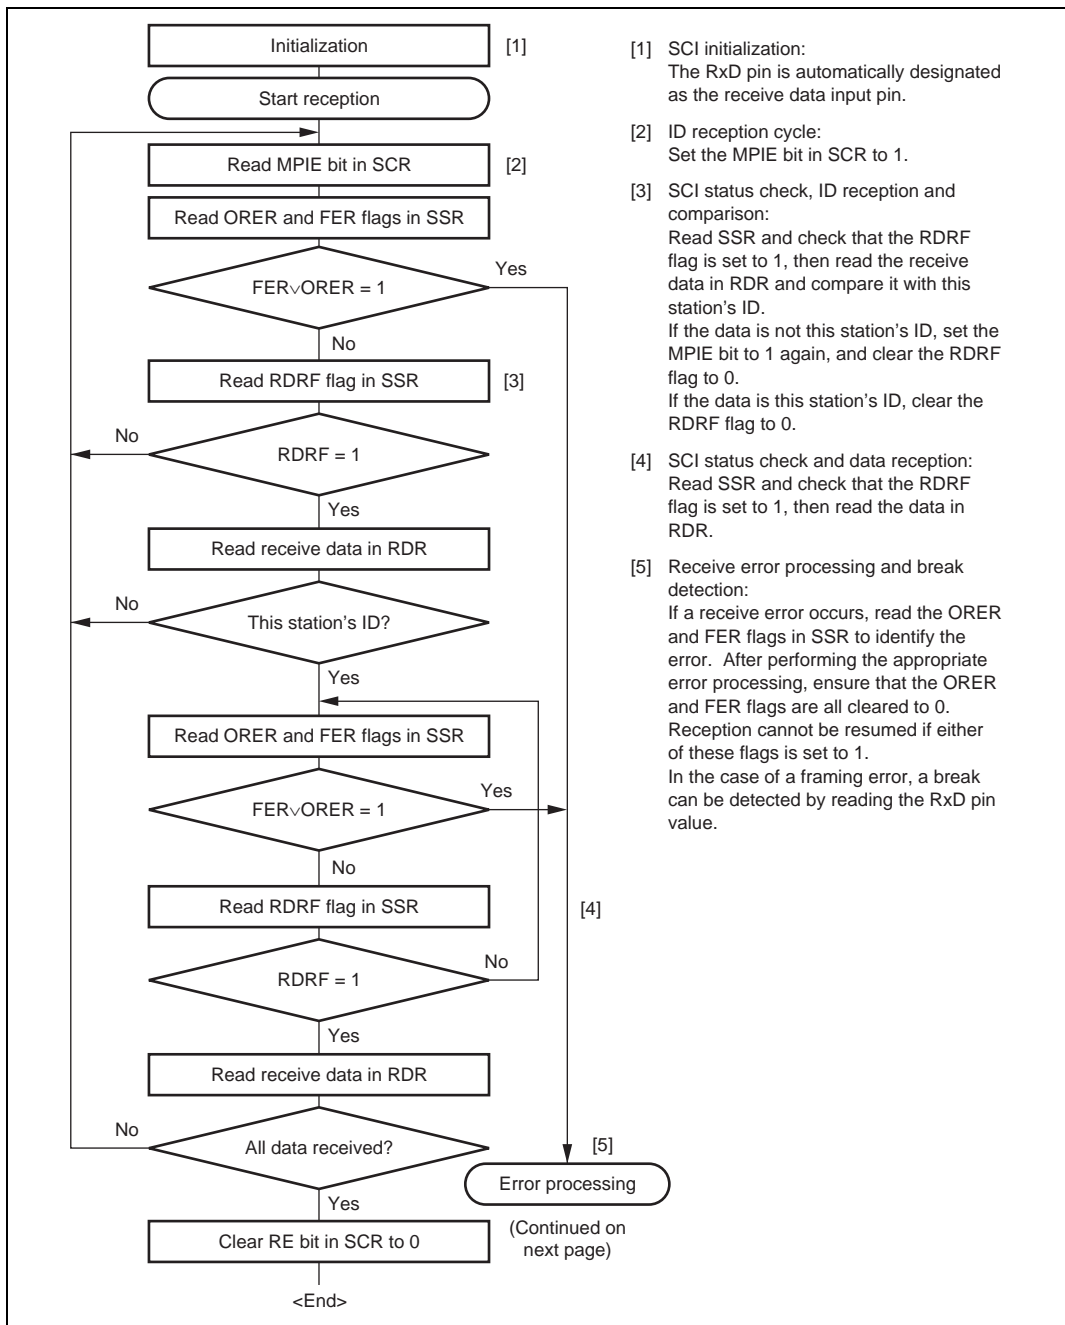 Initialization
[1]
Start reception
Read MPIE bit in SCR
[2]
Read ORER and FER flags in SSR
FER∨ORER = 1
Yes
No
Read RDRF flag in SSR
[3]
No
RDRF = 1
Yes
Read receive data in RDR
No
This station's ID?
Yes
Read ORER and FER flags in SSR
Yes
FER∨ORER = 1
No
Read RDRF flag in SSR
[4]
No
RDRF = 1
Yes
Read receive data in RDR
No
All data received?
[5]
Error processing
Yes
(Continued on
next page)
Clear RE bit in SCR to 0
<End>
[1] SCI initialization:
The RxD pin is automatically designated
as the receive data input pin.
[2] ID reception cycle:
Set the MPIE bit in SCR to 1.
[3] SCI status check, ID reception and
comparison:
Read SSR and check that the RDRF
flag is set to 1, then read the receive
data in RDR and compare it with this
station's ID.
If the data is not this station's ID, set the
MPIE bit to 1 again, and clear the RDRF
flag to 0.
If the data is this station's ID, clear the
RDRF flag to 0.
[4] SCI status check and data reception:
Read SSR and check that the RDRF
flag is set to 1, then read the data in
RDR.
[5] Receive error processing and break
detection:
If a receive error occurs, read the ORER
and FER flags in SSR to identify the
error. After performing the appropriate
error processing, ensure that the ORER
and FER flags are all cleared to 0.
Reception cannot be resumed if either
of these flags is set to 1.
In the case of a framing error, a break
can be detected by reading the RxD pin
value.